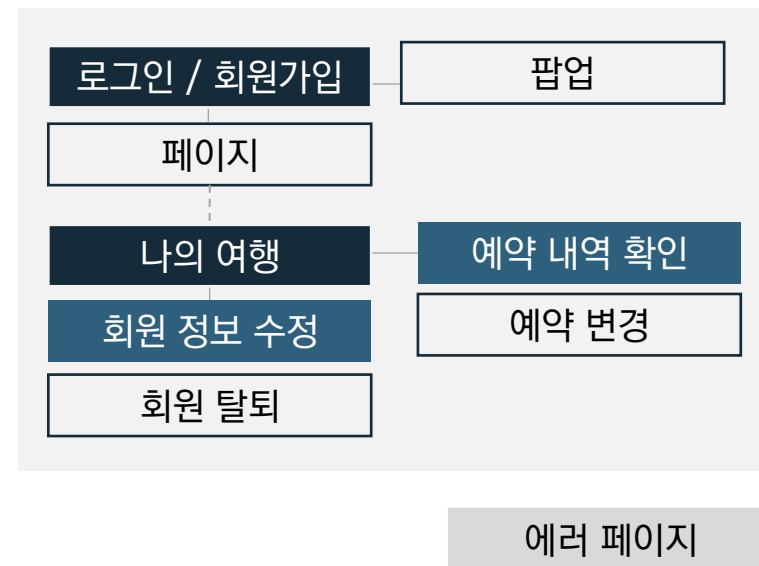 로그인 / 회원가입
팝업
페이지
나의 여행
예약 내역 확인
회원 정보 수정
예약 변경
회원 탈퇴
에러 페이지